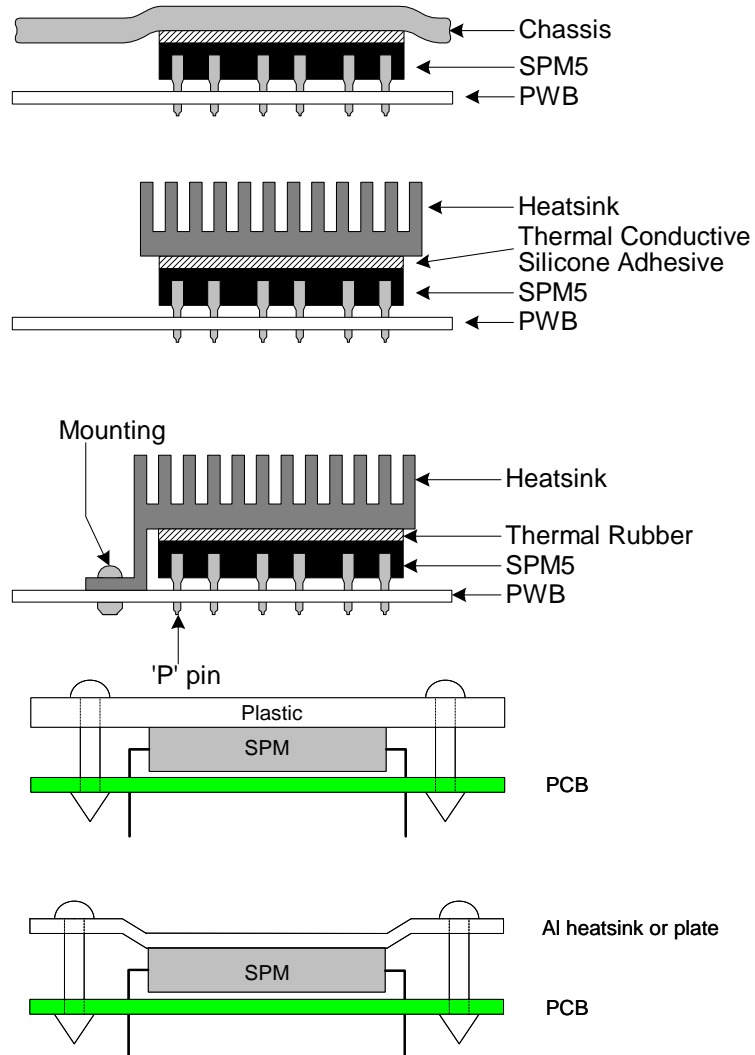 Chassis
SPM5
PWB
Heatsink
Thermal Conductive
Silicone Adhesive
SPM5
PWB
Mounting
Heatsink
Thermal Rubber
SPM5
PWB
'P' pin
Plastic
SPM
PCB
Al heatsink or plate
SPM
PCB